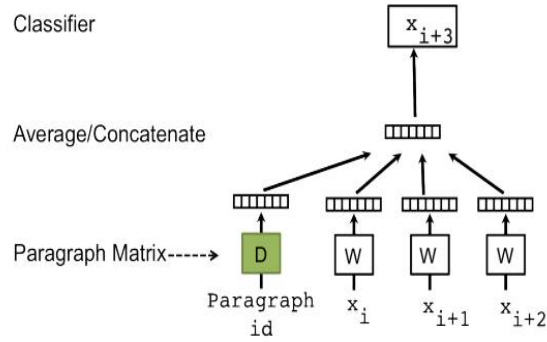 Classifier
x_{i+3}
Average/Concatenate
Paragraph Matrix
D
W
W
W
Paragraph
id
x_i
x_{i+1}
x_{i+2}